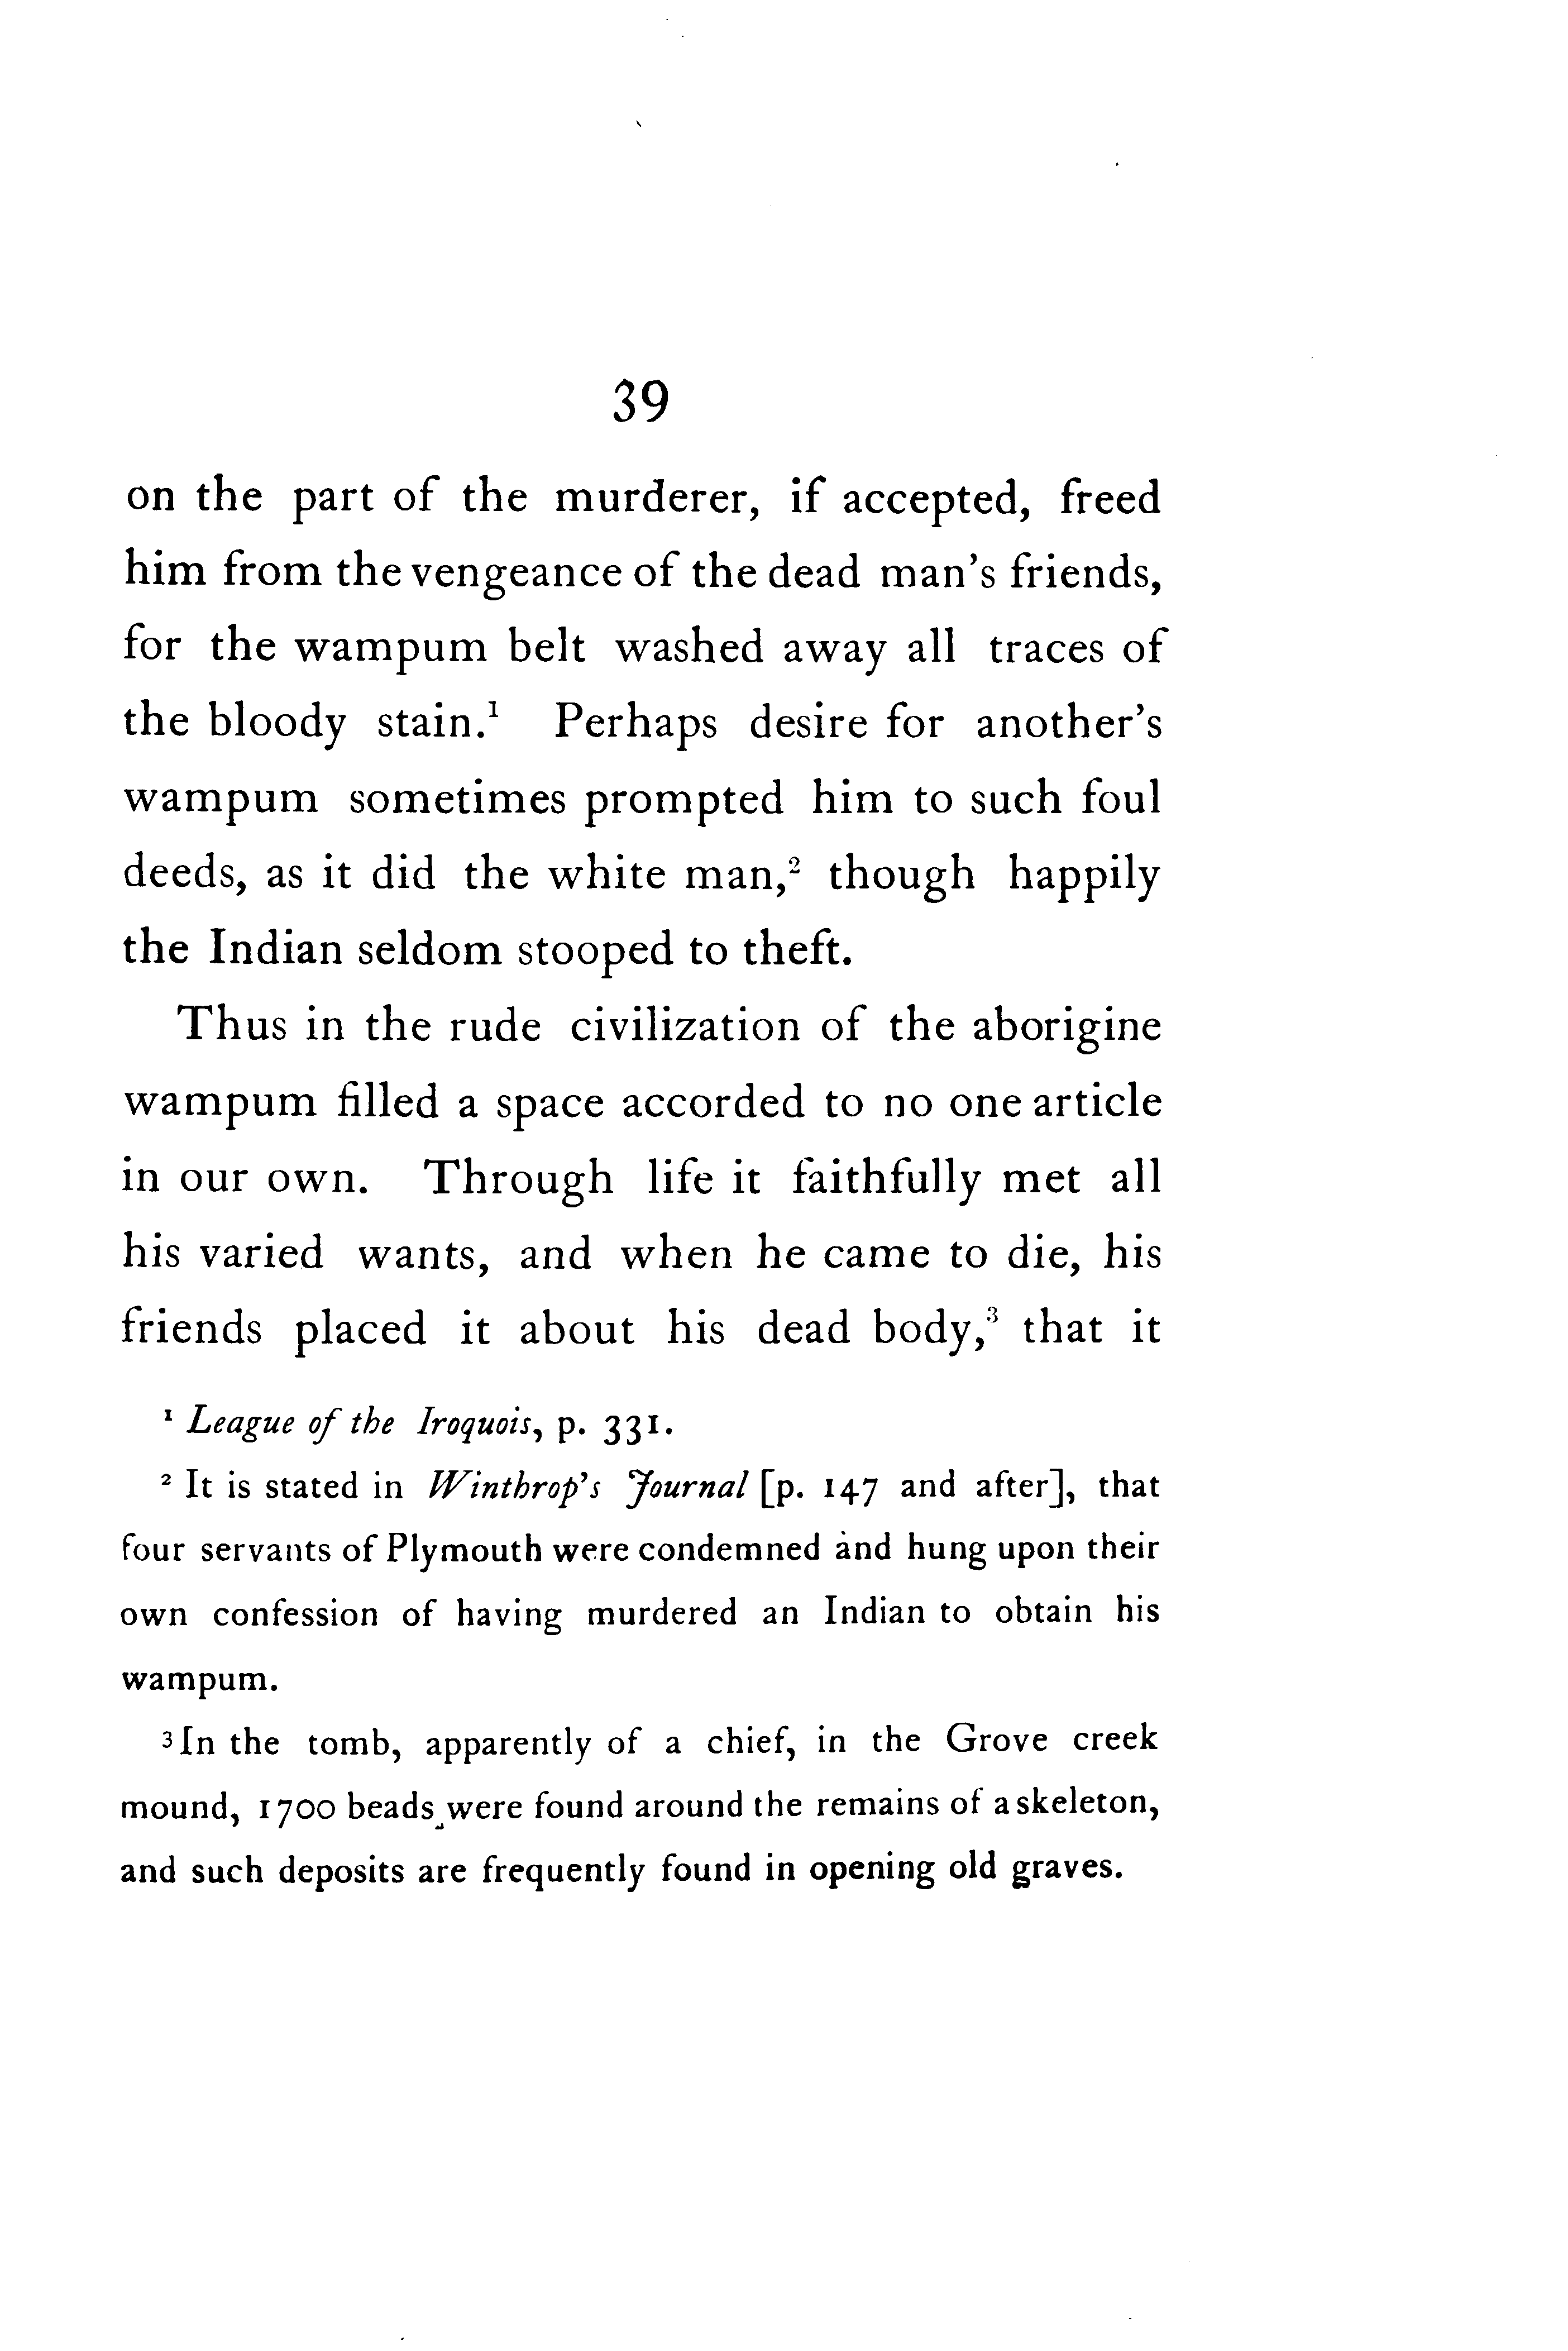 39
on the part of the murderer, if accepted, freed
him from the vengeance of the dead man's friends,
for the wampum belt washed away all traces of
the bloody stain.¹ Perhaps desire for another's
wampum sometimes prompted him to such foul
deeds, as it did the white man,² though happily
the Indian seldom stooped to theft.
Thus in the rude civilization of the aborigine
wampum filled a space accorded to no one article
in our own. Through life it faithfully met all
his varied wants, and when he came to die, his
friends placed it about his dead body,³ that it
¹ League of the Iroquois, p. 331.
² It is stated in Winthrop's Journal [p. 147 and after], that
four servants of Plymouth were condemned and hung upon their
own confession of having murdered an Indian to obtain his
wampum.
³ In the tomb, apparently of a chief, in the Grove creek
mound, 1700 beads were found around the remains of a skeleton,
and such deposits are frequently found in opening old graves.